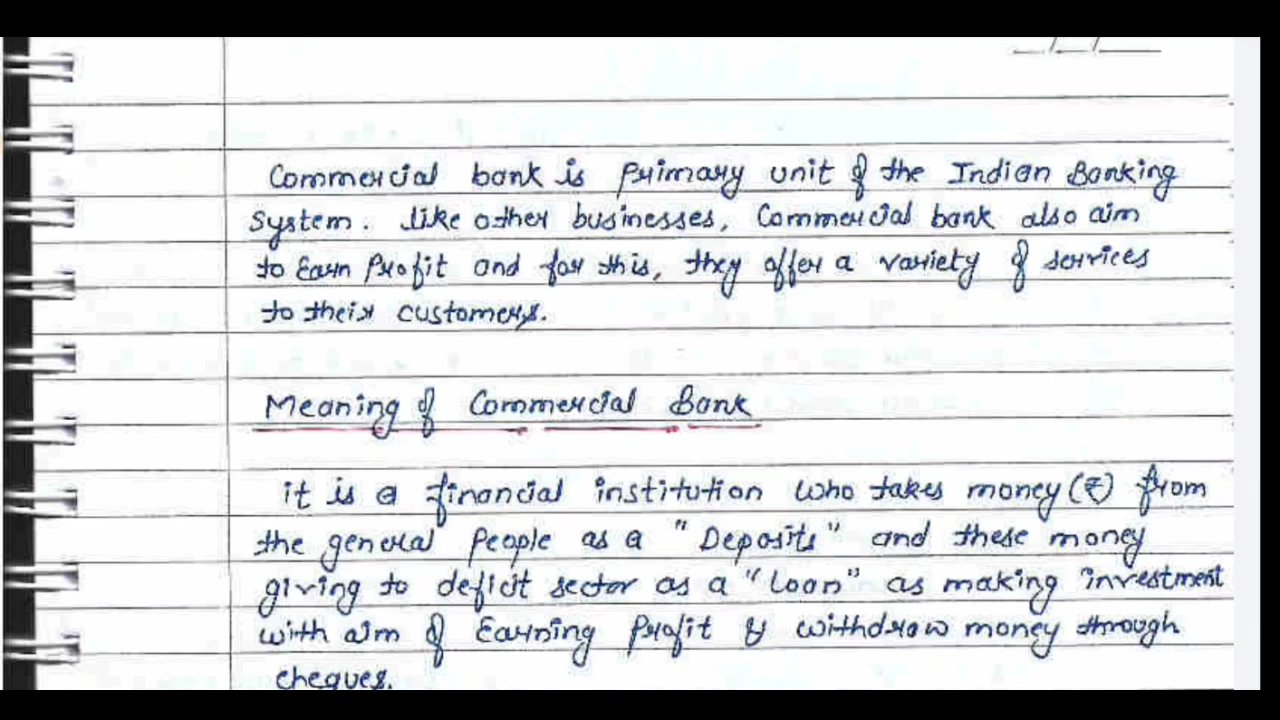 Commercial bank is Primary unit of the Indian Banking
System. Like other businesses, Commercial bank also aim
to Earn Profit and for this, they offer a variety of services
to their customers.
Meaning of Commercial Bank
it is a financial institution who takes money (₹) from
the general People as a "Deposits" and these money
giving to deficit sector as a "Loan" as making investment
with aim of Earning Profit & withdraw money through
cheques.